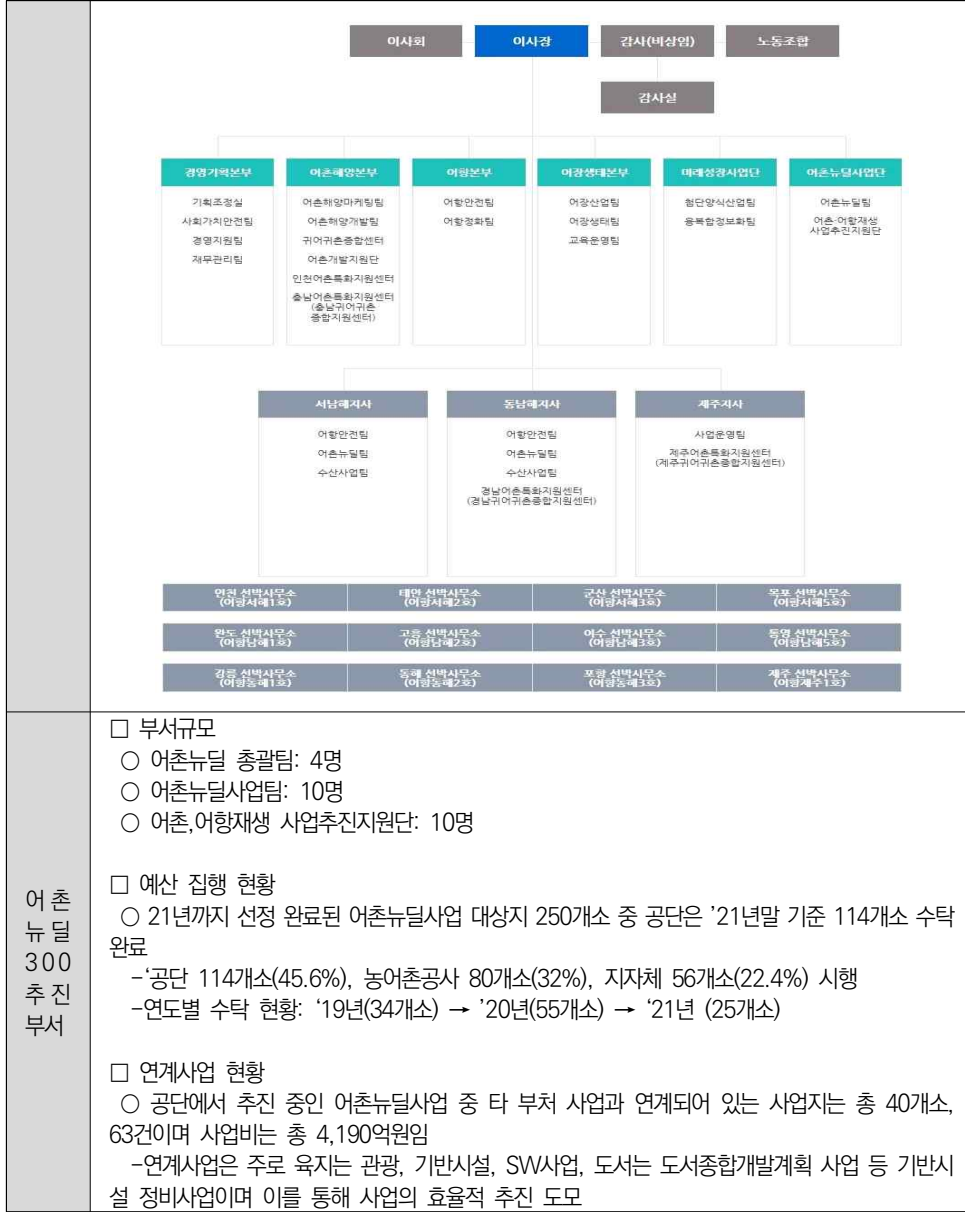 이사회 이사장 감사(비상임) 노동조합
감사실
경영기획본부 어촌해양본부 어항본부 어장생태본부 미래성장사업단 어촌뉴딜사업단
기획조정실
사회가치안전팀
경영지원팀
재무관리팀
어촌해양마케팅팀
어촌해양개발팀
귀어귀촌종합센터
어촌개발지원단
인천어촌특화지원센터
충남어촌특화지원센터
(충남귀어귀촌
종합지원센터)
어항안전팀
어항정화팀
어장산업팀
어장생태팀
교육운영팀
첨단양식산업팀
융복합정보화팀
어촌뉴딜팀
어촌·어항재생
사업추진지원단
서남해지사 동남해지사 제주지사
어항안전팀
어촌뉴딜팀
수산사업팀
어항안전팀
어촌뉴딜팀
수산사업팀
경남어촌특화지원센터
(경남귀어귀촌종합지원센터)
사업운영팀
제주어촌특화지원센터
(제주귀어귀촌종합지원센터)
인천 선박사무소 태안 선박사무소 군산 선박사무소 목포 선박사무소
(어항서해1호) (어항서해2호) (어항서해3호) (어항서해5호)
완도 선박사무소 고흥 선박사무소 여수 선박사무소 통영 선박사무소
(어항남해1호) (어항남해2호) (어항남해3호) (어항남해5호)
강릉 선박사무소 동해 선박사무소 포항 선박사무소 제주 선박사무소
(어항동해1호) (어항동해2호) (어항동해3호) (어항제주1호)
어 촌
뉴 딜
3 0 0
추 진
부서
□ 부서규모
○ 어촌뉴딜 총괄팀: 4명
○ 어촌뉴딜사업팀: 10명
○ 어촌,어항재생 사업추진지원단: 10명
□ 예산 집행 현황
○ 21년까지 선정 완료된 어촌뉴딜사업 대상지 250개소 중 공단은 ’21년말 기준 114개소 수탁
완료
-‘공단 114개소(45.6%), 농어촌공사 80개소(32%), 지자체 56개소(22.4%) 시행
-연도별 수탁 현황: ‘19년(34개소) → ’20년(55개소) → ‘21년 (25개소)
□ 연계사업 현황
○ 공단에서 추진 중인 어촌뉴딜사업 중 타 부처 사업과 연계되어 있는 사업지는 총 40개소,
63건이며 사업비는 총 4,190억원임
-연계사업은 주로 육지는 관광, 기반시설, SW사업, 도서는 도서종합개발계획 사업 등 기반시
설 정비사업이며 이를 통해 사업의 효율적 추진 도모